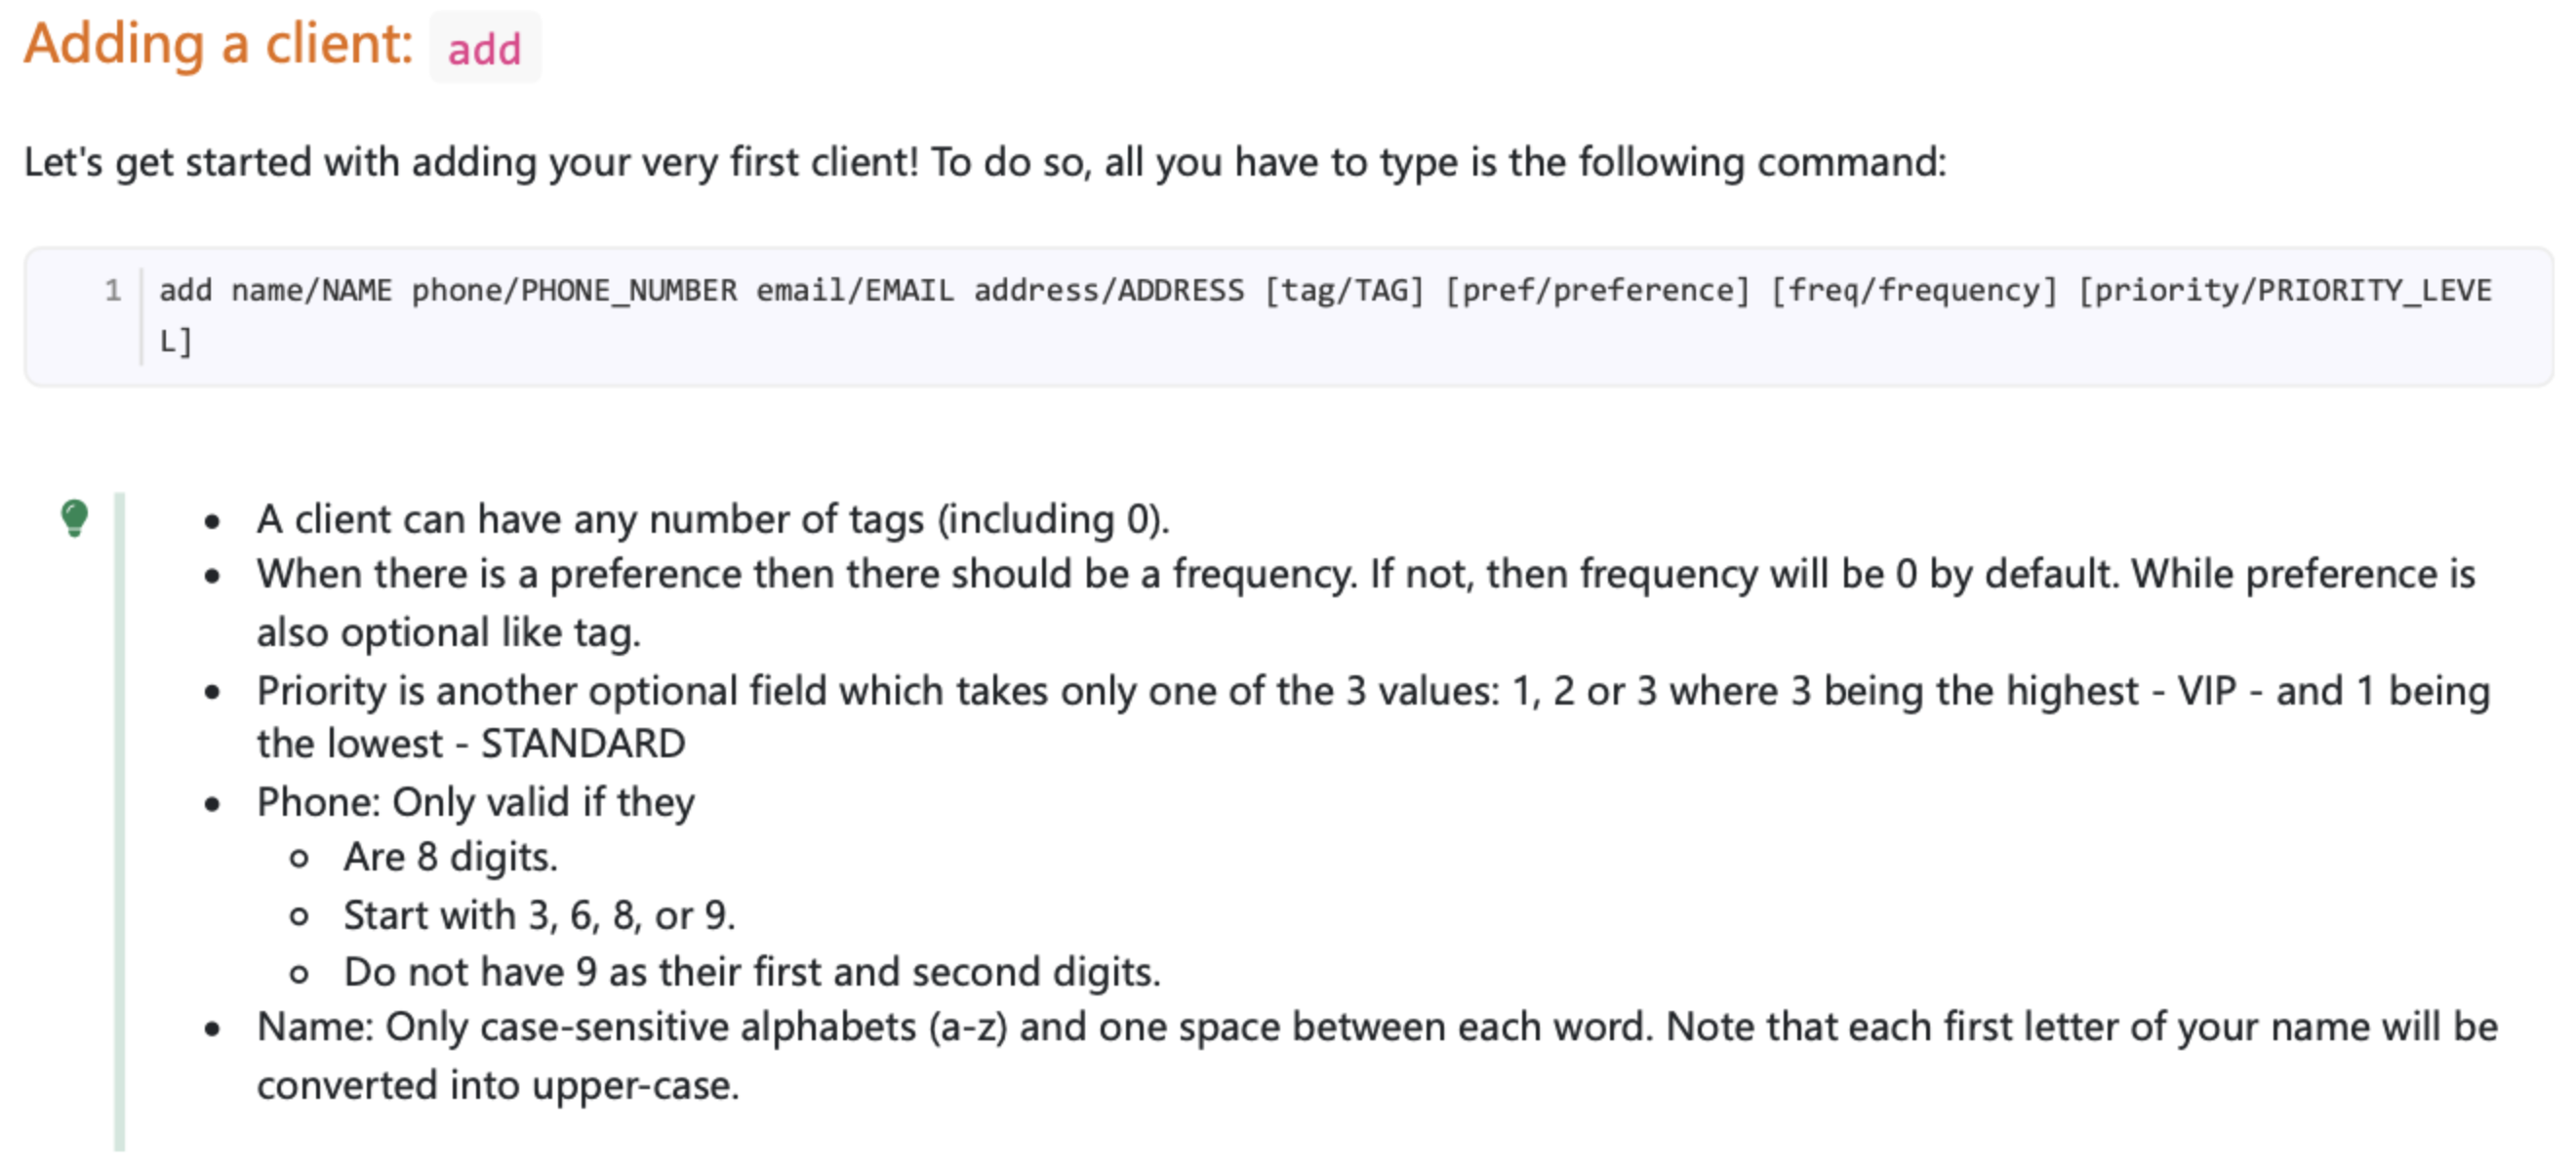 Adding a client: add
Let's get started with adding your very first client! To do so, all you have to type is the following command:
1 add name/NAME phone/PHONE_NUMBER email/EMAIL address/ADDRESS [tag/TAG] [pref/preference] [freq/frequency] [priority/PRIORITY_LEVE
L]
• A client can have any number of tags (including 0).
• When there is a preference then there should be a frequency. If not, then frequency will be 0 by default. While preference is
also optional like tag.
• Priority is another optional field which takes only one of the 3 values: 1, 2 or 3 where 3 being the highest - VIP - and 1 being
the lowest - STANDARD
• Phone: Only valid if they
○ Are 8 digits.
○ Start with 3, 6, 8, or 9.
○ Do not have 9 as their first and second digits.
• Name: Only case-sensitive alphabets (a-z) and one space between each word. Note that each first letter of your name will be
converted into upper-case.